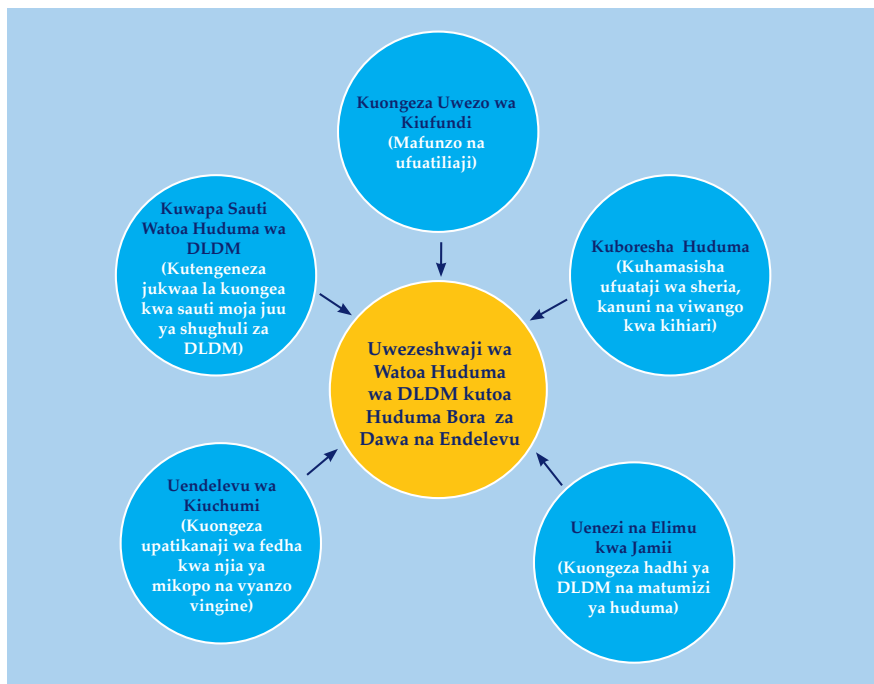 Kuongeza Uwezo wa
Kiufundi
(Mafunzo na
ufuatiliaji)
Kuwapa Sauti
Watoa Huduma wa
DLDM
(Kutengeneza
jukwaa la kuongea
kwa sauti moja juu
ya shughuli za
DLDM)
Kuboresha Huduma
(Kuhamasisha
ufuataji wa sheria,
kanuni na viwango
kwa kihiari)
Uwezeshwaji wa
Watoa Huduma
wa DLDM kutoa
Huduma Bora za
Dawa na Endelevu
Uendelevu wa
Kiuchumi
(Kuongeza
upatikanaji wa fedha
kwa njia ya
mikopo na vyanzo
vingine)
Uenezi na Elimu
kwa Jamii
(Kuongeza hadhi ya
DLDM na matumizi
ya huduma)